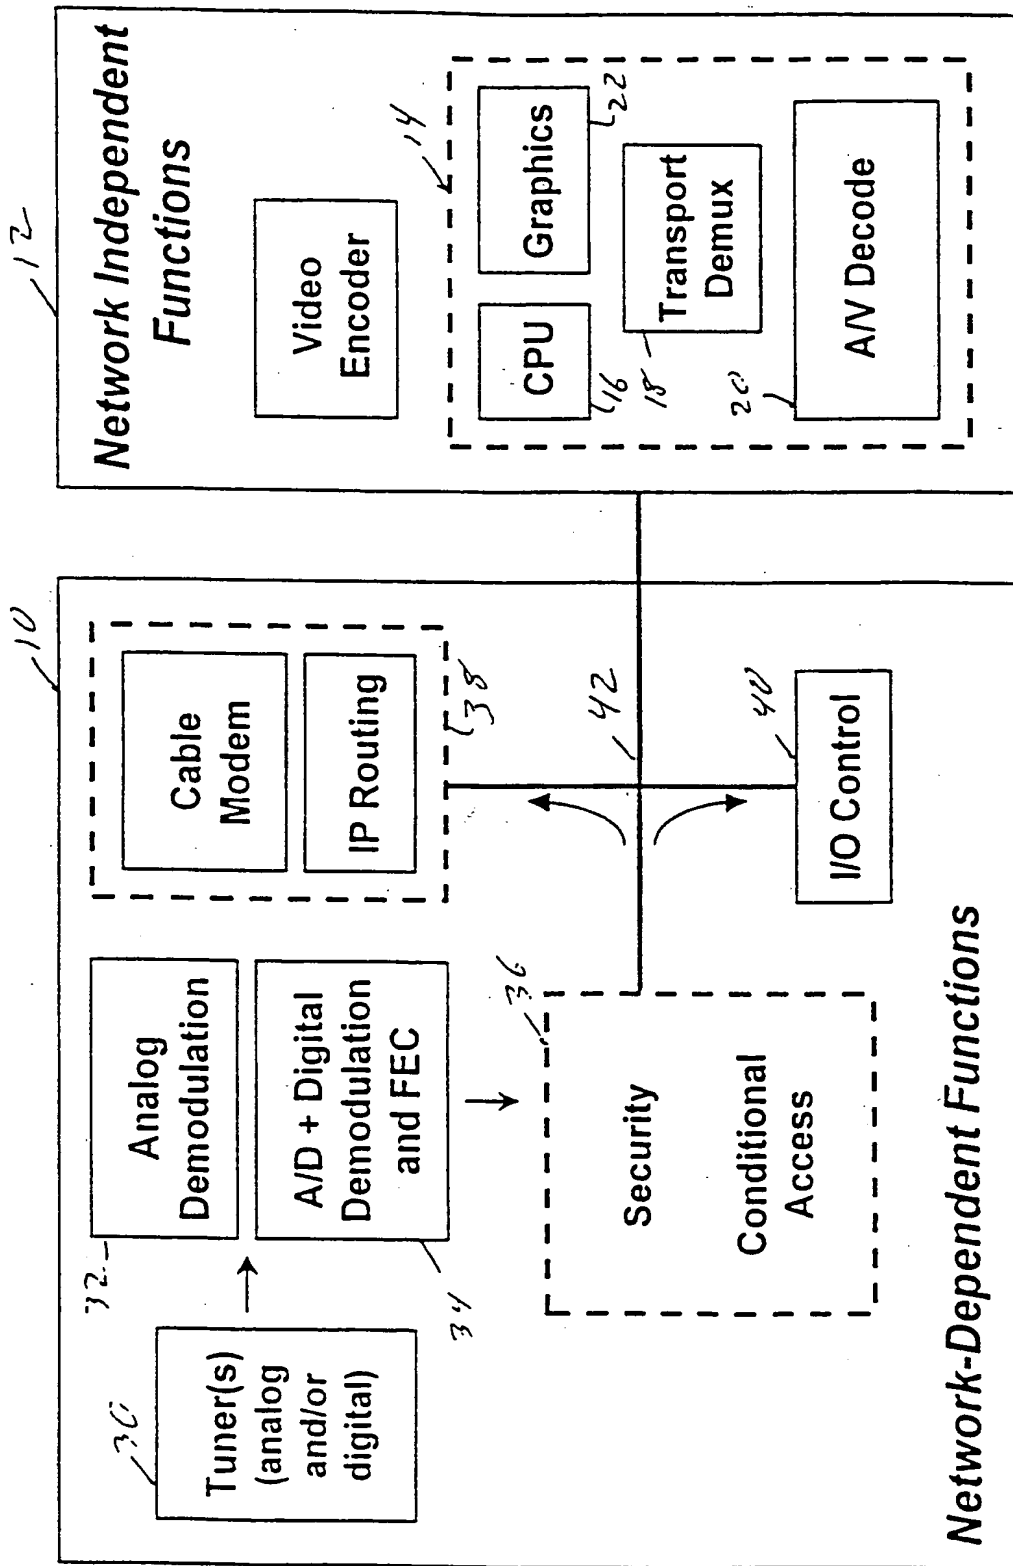 10
12
30
Tuner(s)
(analog
and/or
digital)
32
Analog
Demodulation
34
A/D + Digital
Demodulation
and FEC
36
Security
Conditional
Access
Cable
Modem
IP Routing
38
42
40
I/O Control
Network-Dependent Functions
Network Independent
Functions
Video
Encoder
14
CPU
16
Graphics
22
18
Transport
Demux
20
A/V Decode